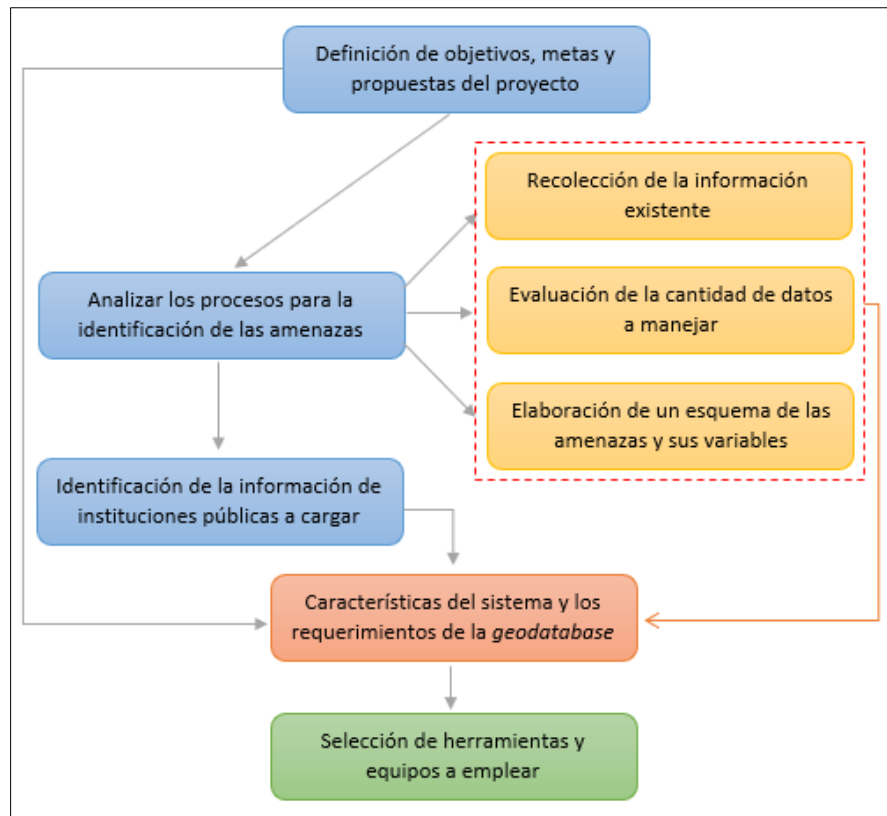 Definición de objetivos, metas y
propuestas del proyecto
Recolección de la información
existente
Analizar los procesos para la
identificación de las amenazas
Evaluación de la cantidad de datos
a manejar
Elaboración de un esquema de las
amenazas y sus variables
Identificación de la información de
instituciones públicas a cargar
Características del sistema y los
requerimientos de la geodatabase
Selección de herramientas y
equipos a emplear